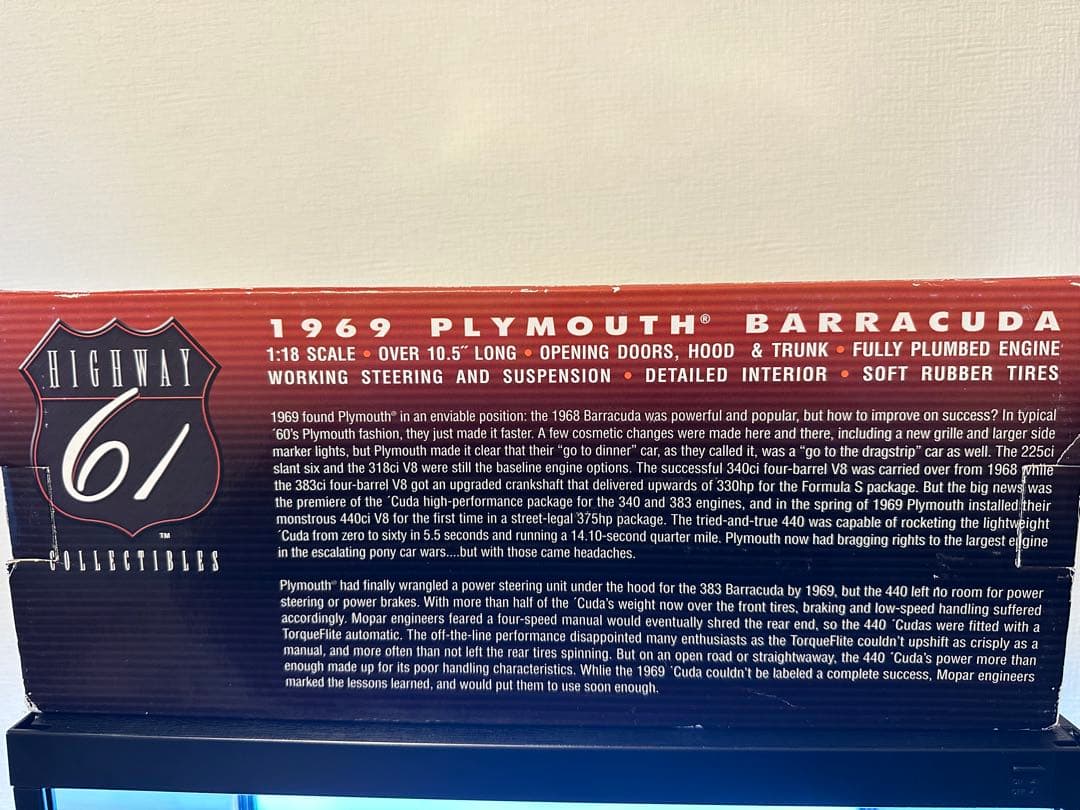 HIGHWAY
61
™
COLLECTIBLES
1969 PLYMOUTH® BARRACUDA
1:18 SCALE • OVER 10.5˝ LONG • OPENING DOORS, HOOD & TRUNK • FULLY PLUMBED ENGINE
WORKING STEERING AND SUSPENSION • DETAILED INTERIOR • SOFT RUBBER TIRES
1969 found Plymouth® in an enviable position: the 1968 Barracuda was powerful and popular, but how to improve on success? In typical
´60's Plymouth fashion, they just made it faster. A few cosmetic changes were made here and there, including a new grille and larger side
marker lights, but Plymouth made it clear that their "go to dinner" car, as they called it, was a "go to the dragstrip" car as well. The 225ci
slant six and the 318ci V8 were still the baseline engine options. The successful 340ci four-barrel V8 was carried over from 1968 while
the 383ci four-barrel V8 got an upgraded crankshaft that delivered upwards of 330hp for the Formula S package. But the big news was
the premiere of the ´Cuda high-performance package for the 340 and 383 engines, and in the spring of 1969 Plymouth installed their
monstrous 440ci V8 for the first time in a street-legal 375hp package. The tried-and-true 440 was capable of rocketing the lightweight
´Cuda from zero to sixty in 5.5 seconds and running a 14.10-second quarter mile. Plymouth now had bragging rights to the largest engine
in the escalating pony car wars....but with those came headaches.
Plymouth® had finally wrangled a power steering unit under the hood for the 383 Barracuda by 1969, but the 440 left no room for power
steering or power brakes. With more than half of the ´Cuda's weight now over the front tires, braking and low-speed handling suffered
accordingly. Mopar engineers feared a four-speed manual would eventually shred the rear end, so the 440 ´Cudas were fitted with a
TorqueFlite automatic. The off-the-line performance disappointed many enthusiasts as the TorqueFlite couldn't upshift as crisply as a
manual, and more often than not left the rear tires spinning. But on an open road or straightwaway, the 440 ´Cuda's power more than
enough made up for its poor handling characteristics. Whlie the 1969 ´Cuda couldn't be labeled a complete success, Mopar engineers
marked the lessons learned, and would put them to use soon enough.